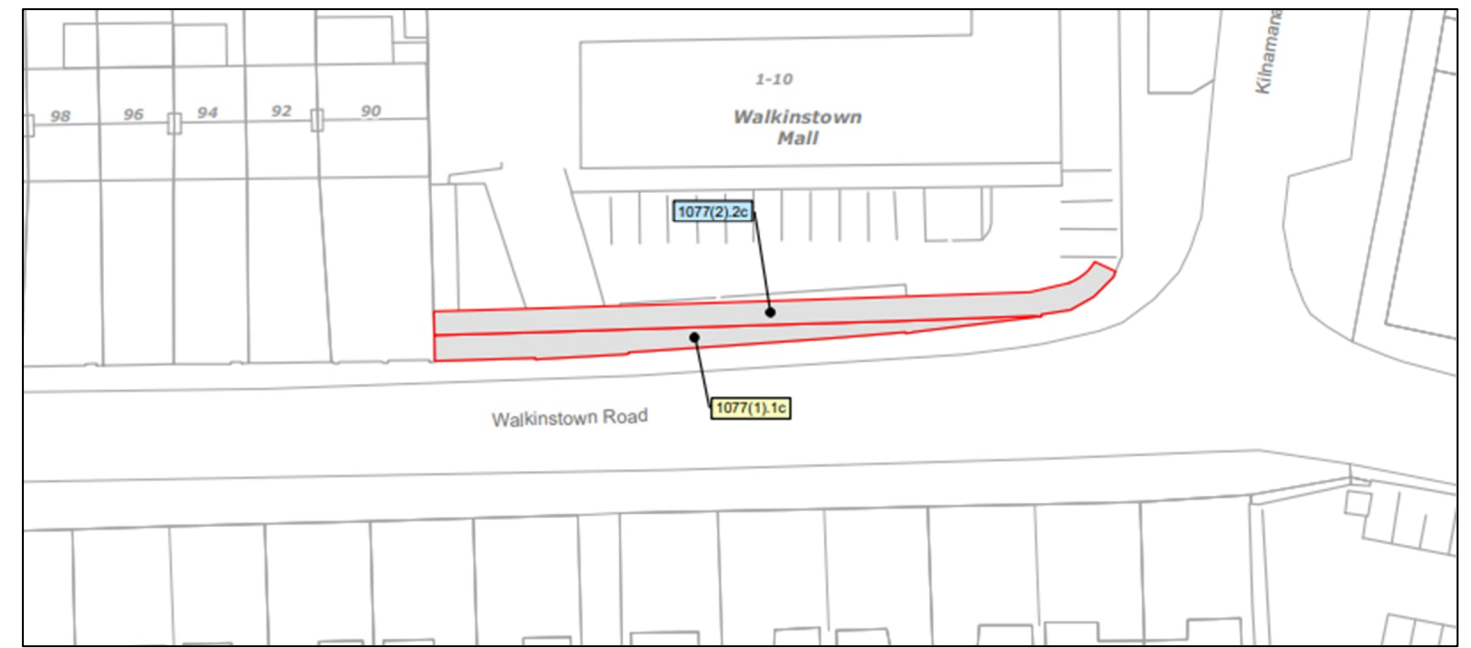 1-10
Walkinstown
Mall
98
96
94
92
90
1077(2).2c
1077(1).1c
Walkinstown Road
Kilnamana